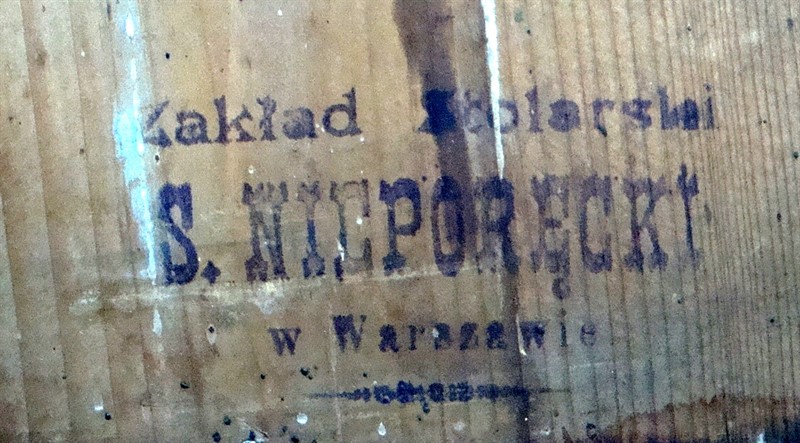 Zakład Stolarski
S. NIEPORĘCKI
w Warszawie